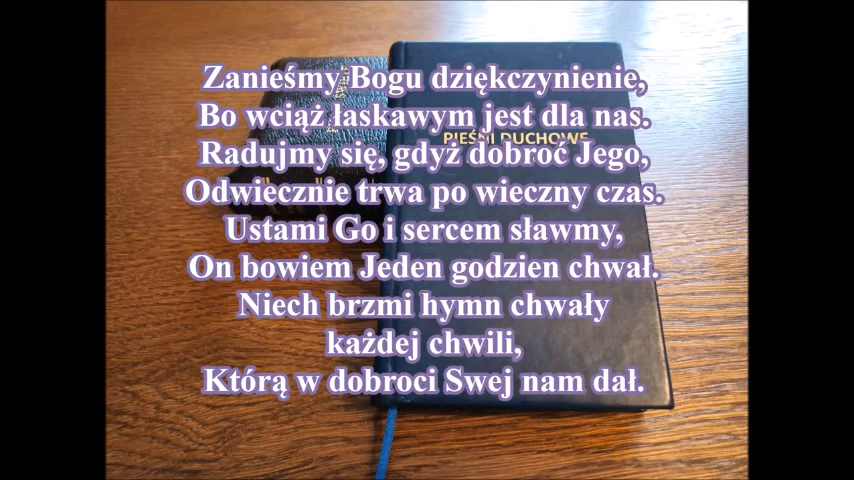 Zanieśmy Bogu dziękczynienie,
Bo wciąż łaskawym jest dla nas.
PIEŚNI DUCHOWE
Radujmy się, gdyż dobroć Jego,
Odwiecznie trwa po wieczny czas.
Ustami Go i sercem sławmy,
On bowiem Jeden godzien chwał.
Niech brzmi hymn chwały
każdej chwili,
Którą w dobroci Swej nam dał.